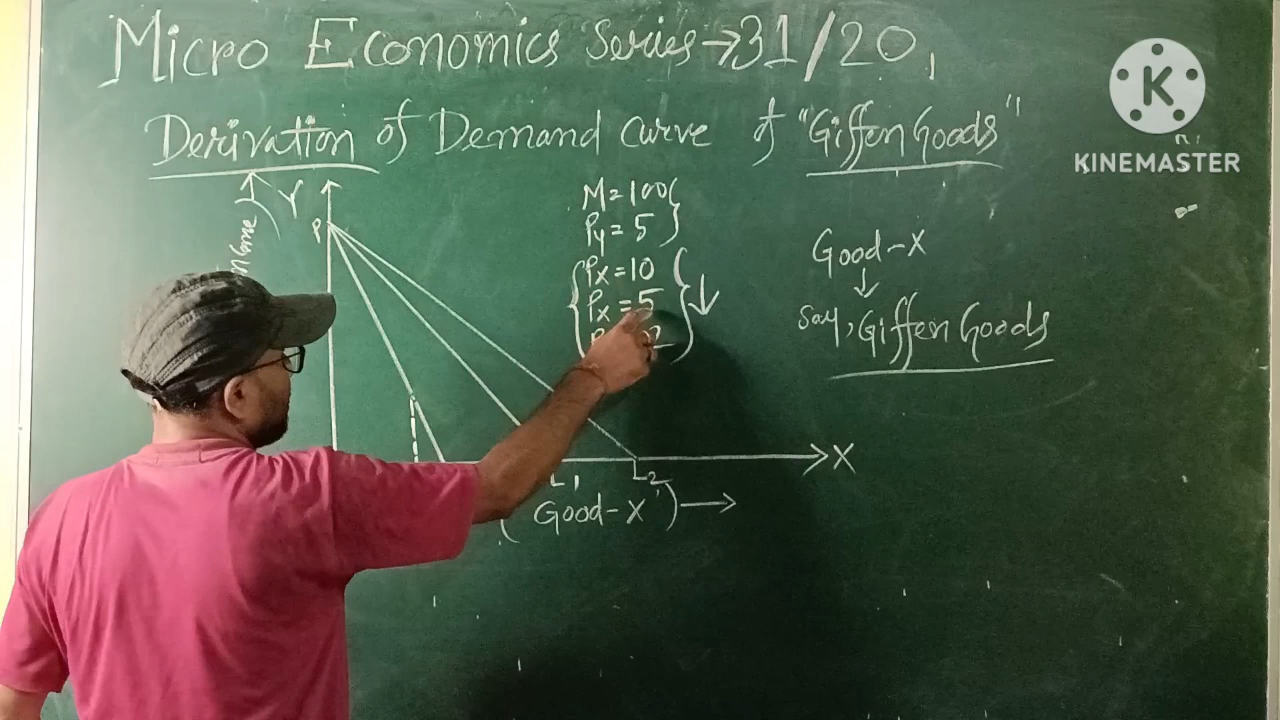 Micro Economics Series → 31/20,
Derivation of Demand Curve of "Giffen Goods"
Y
P
M = 100
Py = 5
Px = 10
Px = 5
Good - X
↓
Say, Giffen Goods
L1
L2
X
(Good - X) →
KINEMASTER
K